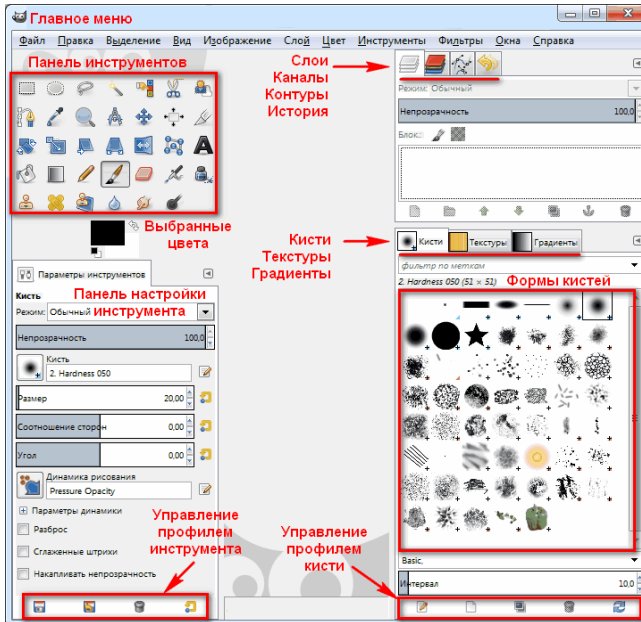 Главное меню
Файл Правка Выделение Вид Изображение Слой Цвет Инструменты Фильтры Окна Справка
Панель инструментов
Слои
Каналы
Контуры
История
Режим: Обычный
Непрозрачность 100,0
Блок.:
Выбранные
цвета
Кисти
Текстуры
Градиенты
Кисти Текстуры Градиенты
фильтр по меткам
2. Hardness 050 (51 × 51)
Формы кистей
Параметры инструментов
Кисть
Панель настройки
инструмента
Режим: Обычный
Непрозрачность 100,0
Кисть
2. Hardness 050
Размер 20,00
Соотношение сторон 0,00
Угол 0,00
Динамика рисования
Pressure Opacity
Параметры динамики
Разброс
Сглаженные штрихи
Накапливать непрозрачность
Управление
профилем
инструмента
Управление
профилем
кисти
Basic,
Интервал 10,0